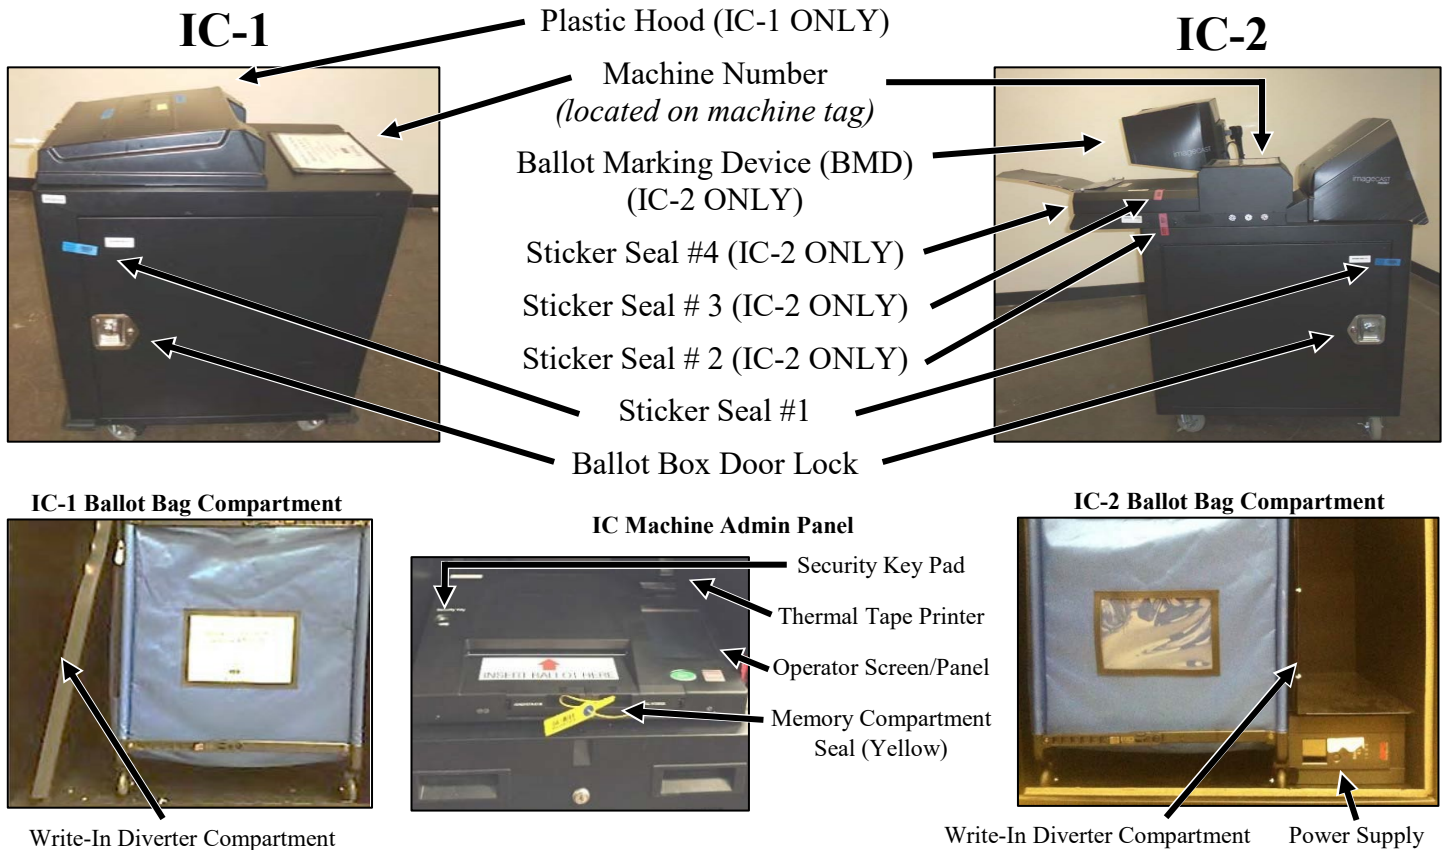 IC-1
Plastic Hood (IC-1 ONLY)
IC-2
Machine Number
(located on machine tag)
Ballot Marking Device (BMD)
(IC-2 ONLY)
Sticker Seal #4 (IC-2 ONLY)
Sticker Seal # 3 (IC-2 ONLY)
Sticker Seal # 2 (IC-2 ONLY)
Sticker Seal #1
Ballot Box Door Lock
imagecast
imagecast
IC-1 Ballot Bag Compartment
IC Machine Admin Panel
IC-2 Ballot Bag Compartment
Security Key Pad
Thermal Tape Printer
Operator Screen/Panel
Memory Compartment
Seal (Yellow)
INSERT BALLOT HERE
Write-In Diverter Compartment
Write-In Diverter Compartment
Power Supply